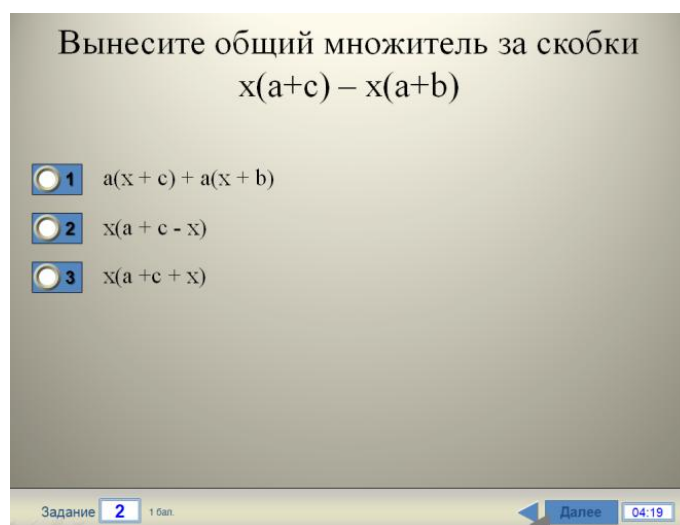 Вынесите общий множитель за скобки
x(a+c) – x(a+b)
1 a(x + c) + a(x + b)
2 x(a + c - x)
3 x(a +c + x)
Задание 2 1 бал. Далее 04:19